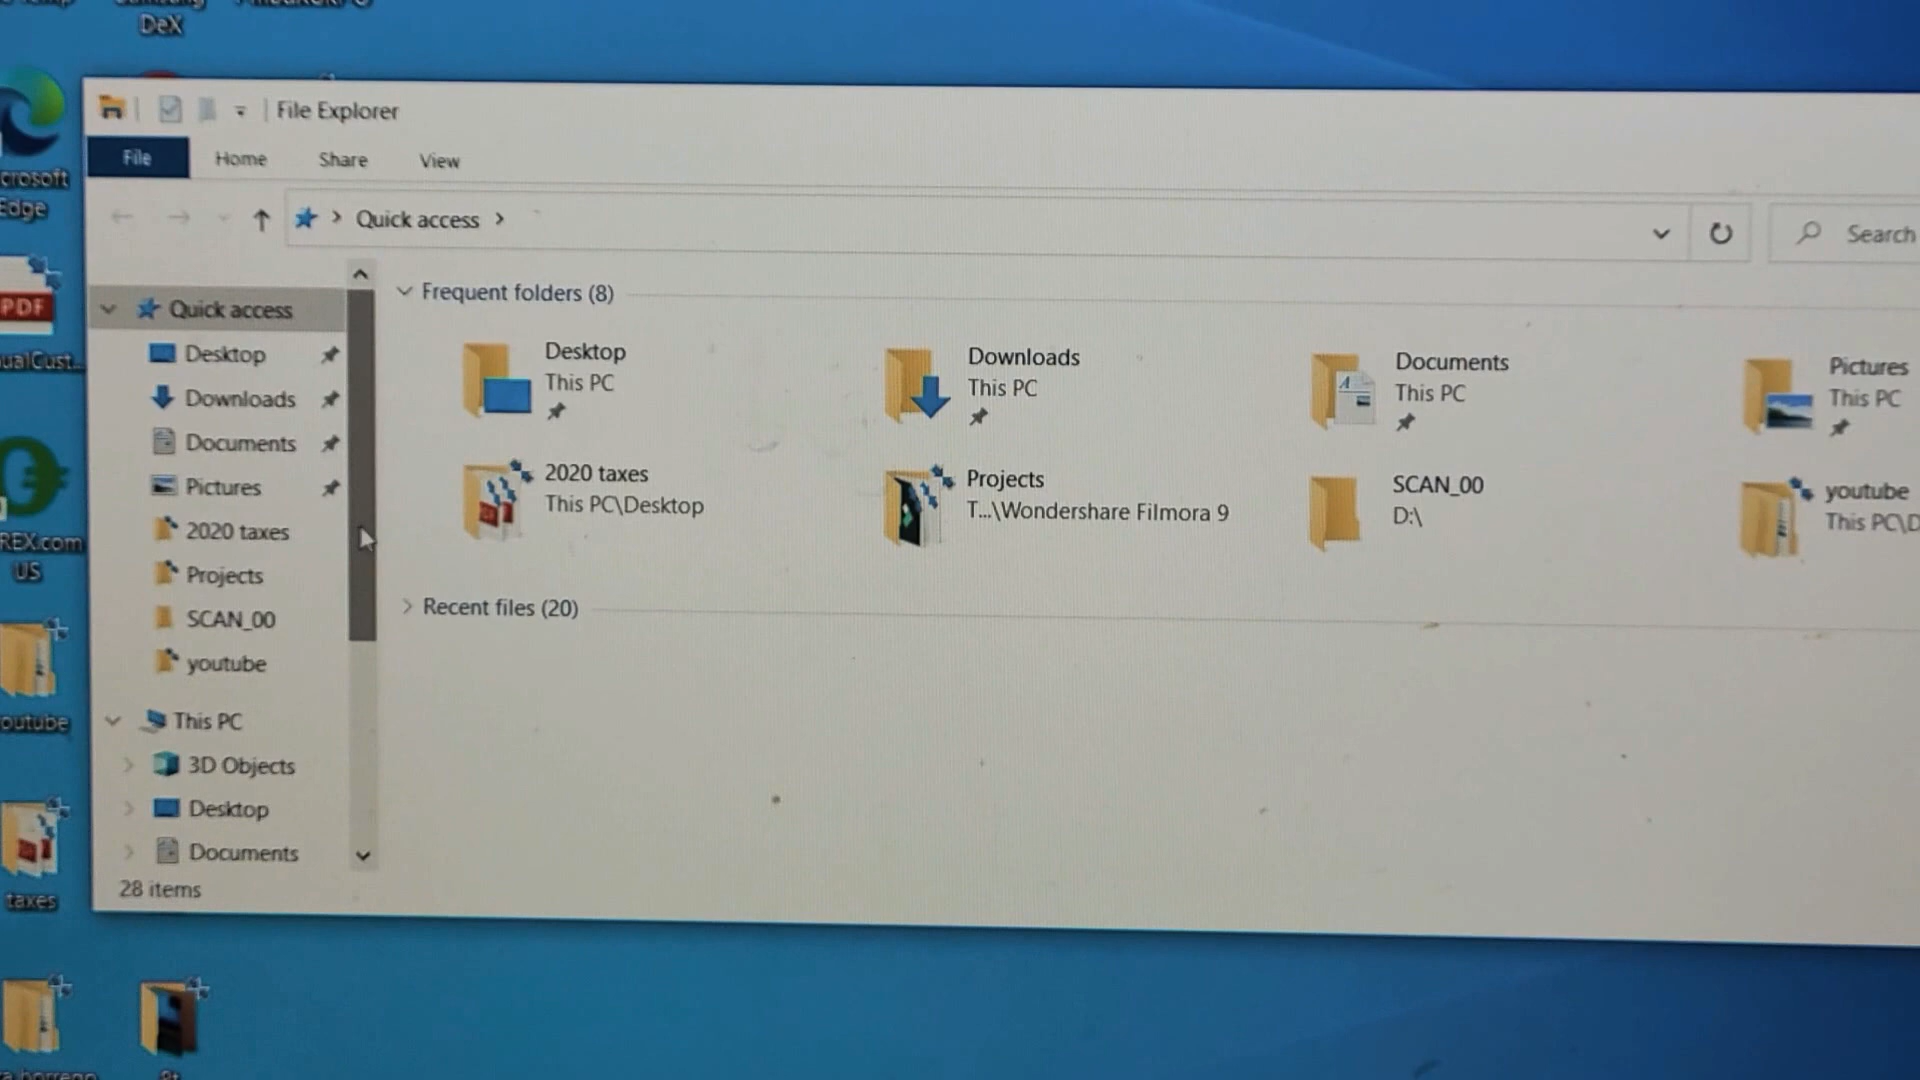 DeX
File Explorer
File Home Share View
Quick access
Search
Quick access
Desktop
Downloads
Documents
Pictures
2020 taxes
Projects
SCAN_00
youtube
This PC
3D Objects
Desktop
Documents
28 items
Frequent folders (8)
Desktop
This PC
Downloads
This PC
Documents
This PC
Pictures
This PC
2020 taxes
This PC\Desktop
Projects
T...\Wondershare Filmora 9
SCAN_00
D:\
youtube
This PC\D
Recent files (20)
crosoft
Edge
PDF
ualCust...
REX.com
US
outube
taxes